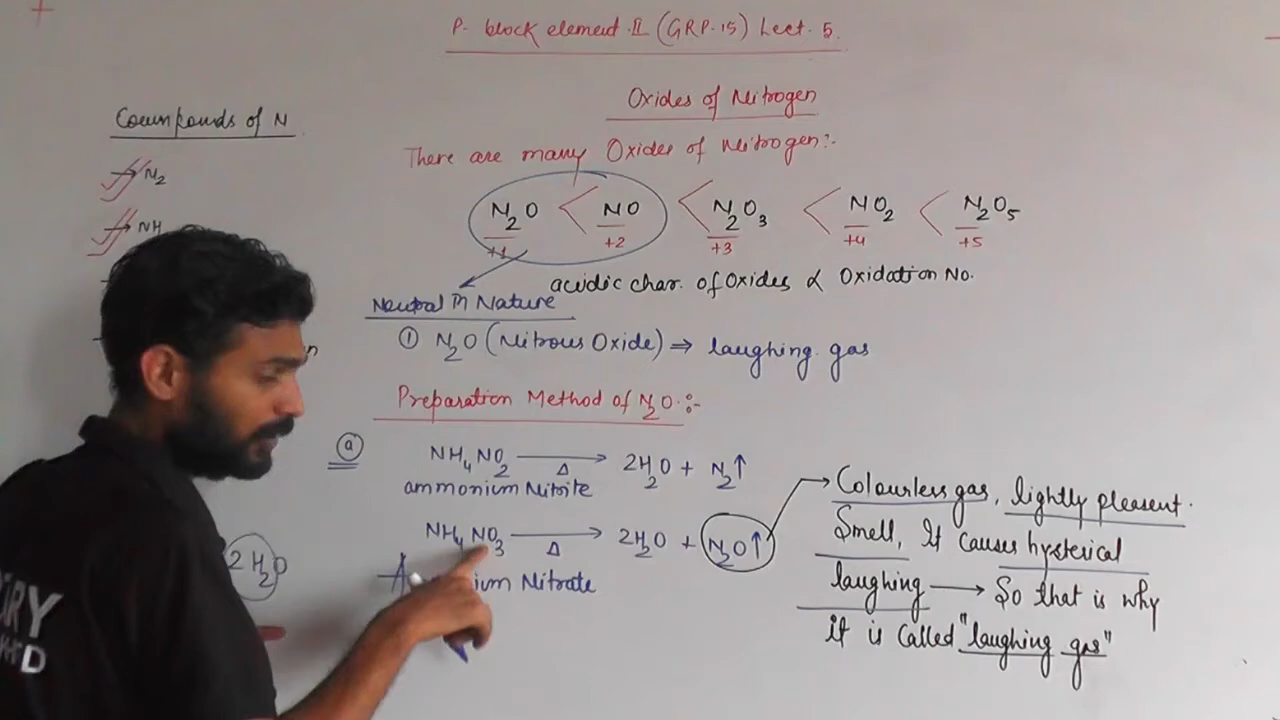 P-block element-II (GRP-15) Lect. 5.
Oxides of Nitrogen
Compounds of N
There are many Oxides of Nitrogen:-
→ N2
→ NH
N2O < NO < N2O3 < NO2 < N2O5
+1 +2 +3 +4 +5
acidic char. of Oxides α Oxidation No.
Neutral in Nature
① N2O (Nitrous Oxide) ⇒ laughing gas
Preparation Method of N2O:-
ⓐ NH4NO2 →Δ 2H2O + N2↑
ammonium Nitrite
NH4NO3 →Δ 2H2O + N2O↑
Nitrate
→ Colourless gas, lightly pleasent.
Smell, It causes hysterical
laughing → So that is why
it is called "laughing gas"
2H2O